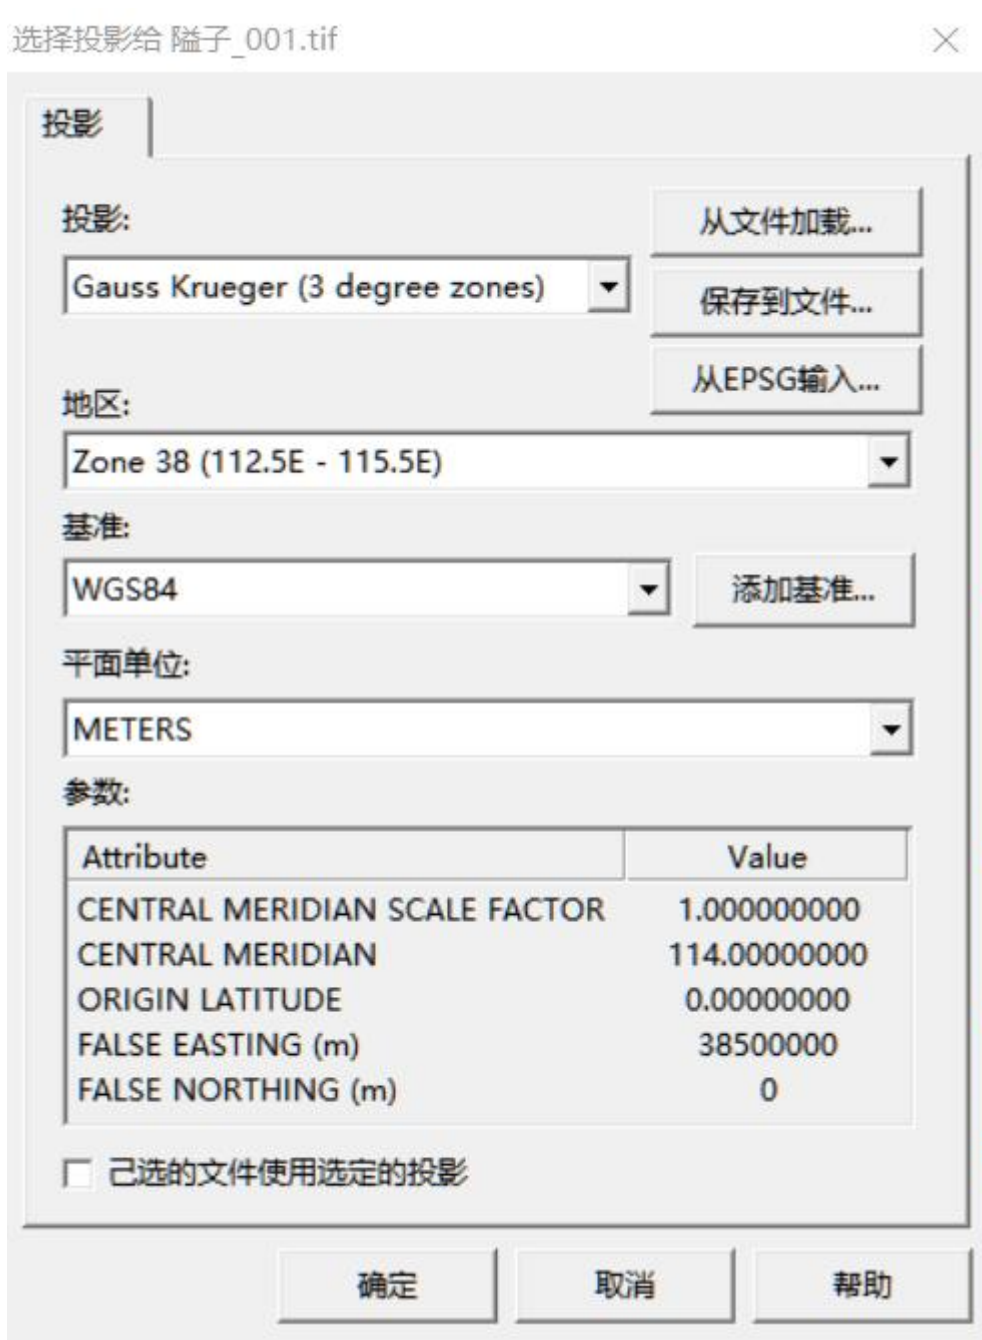 选择投影给 隘子_001.tif
投影
投影:
从文件加载...
Gauss Krueger (3 degree zones)
保存到文件...
从EPSG输入...
地区:
Zone 38 (112.5E - 115.5E)
基准:
WGS84
添加基准...
平面单位:
METERS
参数:
Attribute Value
CENTRAL MERIDIAN SCALE FACTOR 1.000000000
CENTRAL MERIDIAN 114.00000000
ORIGIN LATITUDE 0.00000000
FALSE EASTING (m) 38500000
FALSE NORTHING (m) 0
己选的文件使用选定的投影
确定 取消 帮助